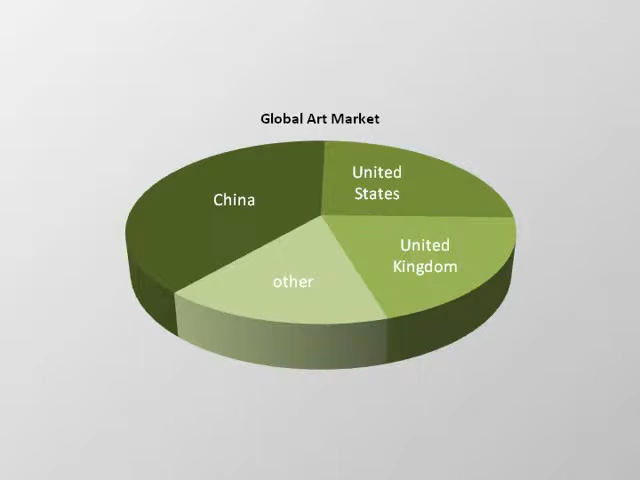 Global Art Market
United
States
China
United
Kingdom
other